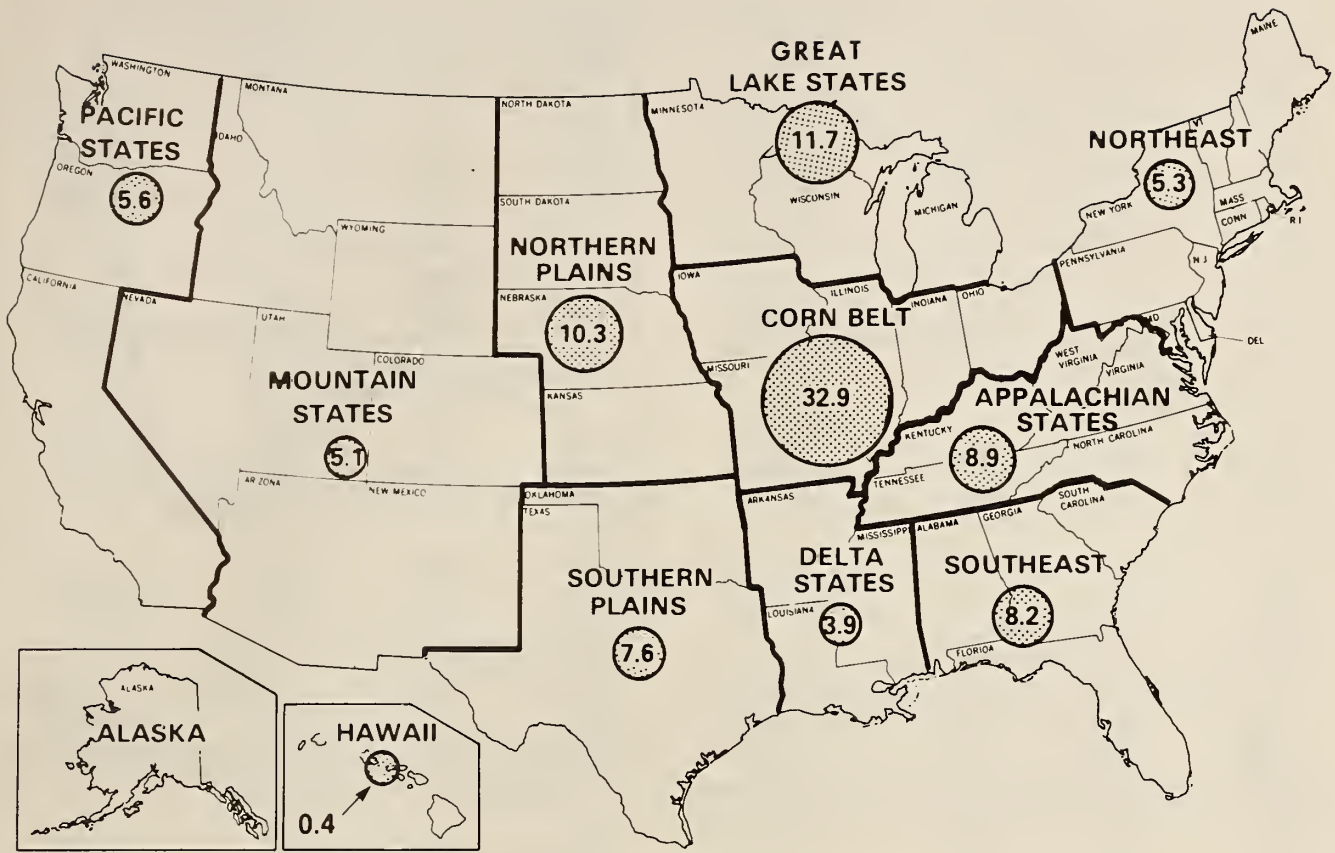 MAINE
GREAT
LAKE STATES
WASHINGTON
MONTANA
NORTH DAKOTA
MINNESOTA
PACIFIC
STATES
IDAHO
11.7
VT
NORTHEAST
OREGON
5.6
SOUTH DAKOTA
WISCONSIN
MICHIGAN
NEW YORK
5.3
MASS
CONN
R I
WYOMING
NORTHERN
PLAINS
IOWA
PENNSYLVANIA
N J
CALIFORNIA
NEVADA
UTAH
NEBRASKA
10.3
ILLINOIS
INDIANA
OHIO
CORN BELT
MD
DEL
COLORADO
MISSOURI
WEST
VIRGINIA
VIRGINIA
MOUNTAIN
STATES
KANSAS
32.9
APPALACHIAN
STATES
KENTUCKY
NORTH CAROLINA
5.1
8.9
ARIZONA
NEW MEXICO
OKLAHOMA
TEXAS
ARKANSAS
TENNESSEE
SOUTH
CAROLINA
MISSISSIPPI
ALABAMA
GEORGIA
SOUTHERN
PLAINS
DELTA
STATES
SOUTHEAST
LOUISIANA
3.9
8.2
7.6
FLORIDA
ALASKA
ALASKA
HAWAII
0.4